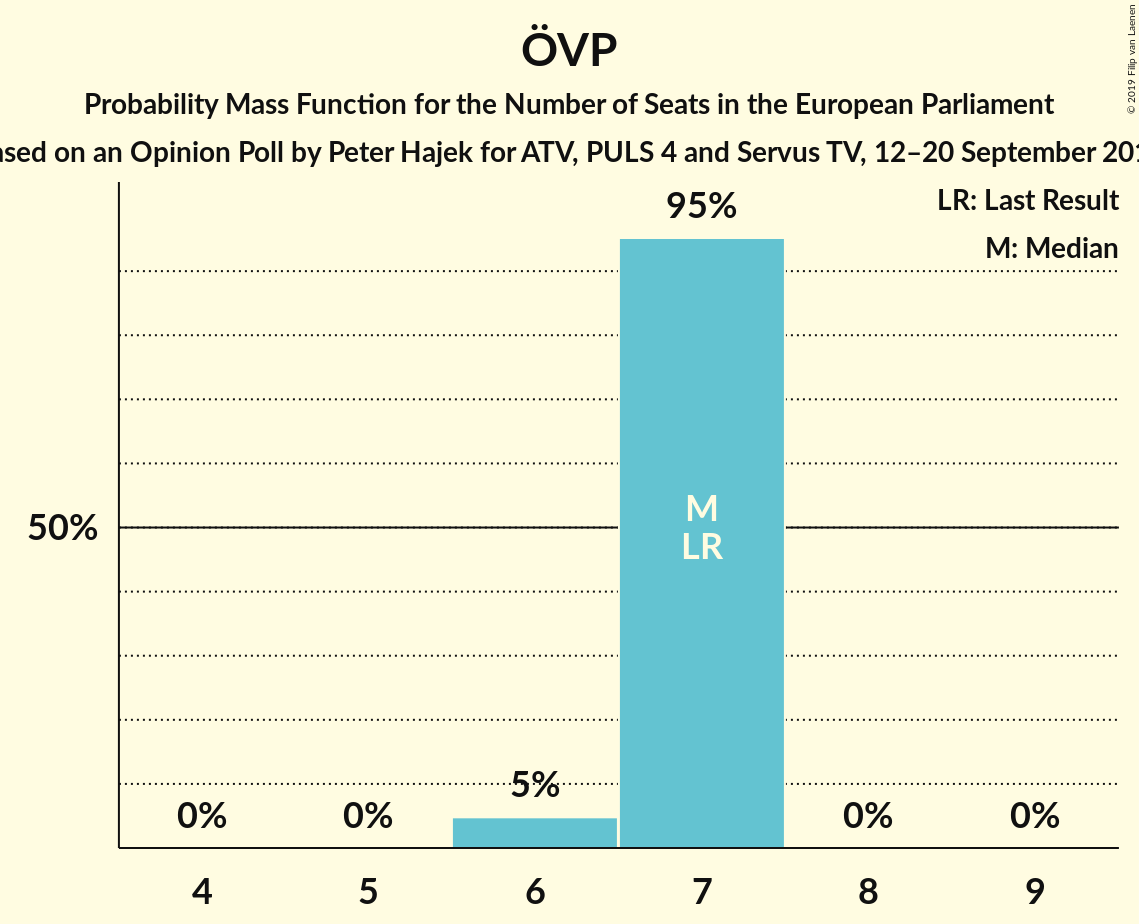 ÖVP
Probability Mass Function for the Number of Seats in the European Parliament
on an Opinion Poll by Peter Hajek for ATV, PULS 4 and Servus TV, 12–20 September
© 2019 Filip van Laenen
LR: Last Result
M: Median
95%
50%
M
LR
5%
0% 0% 0% 0%
4 5 6 7 8 9